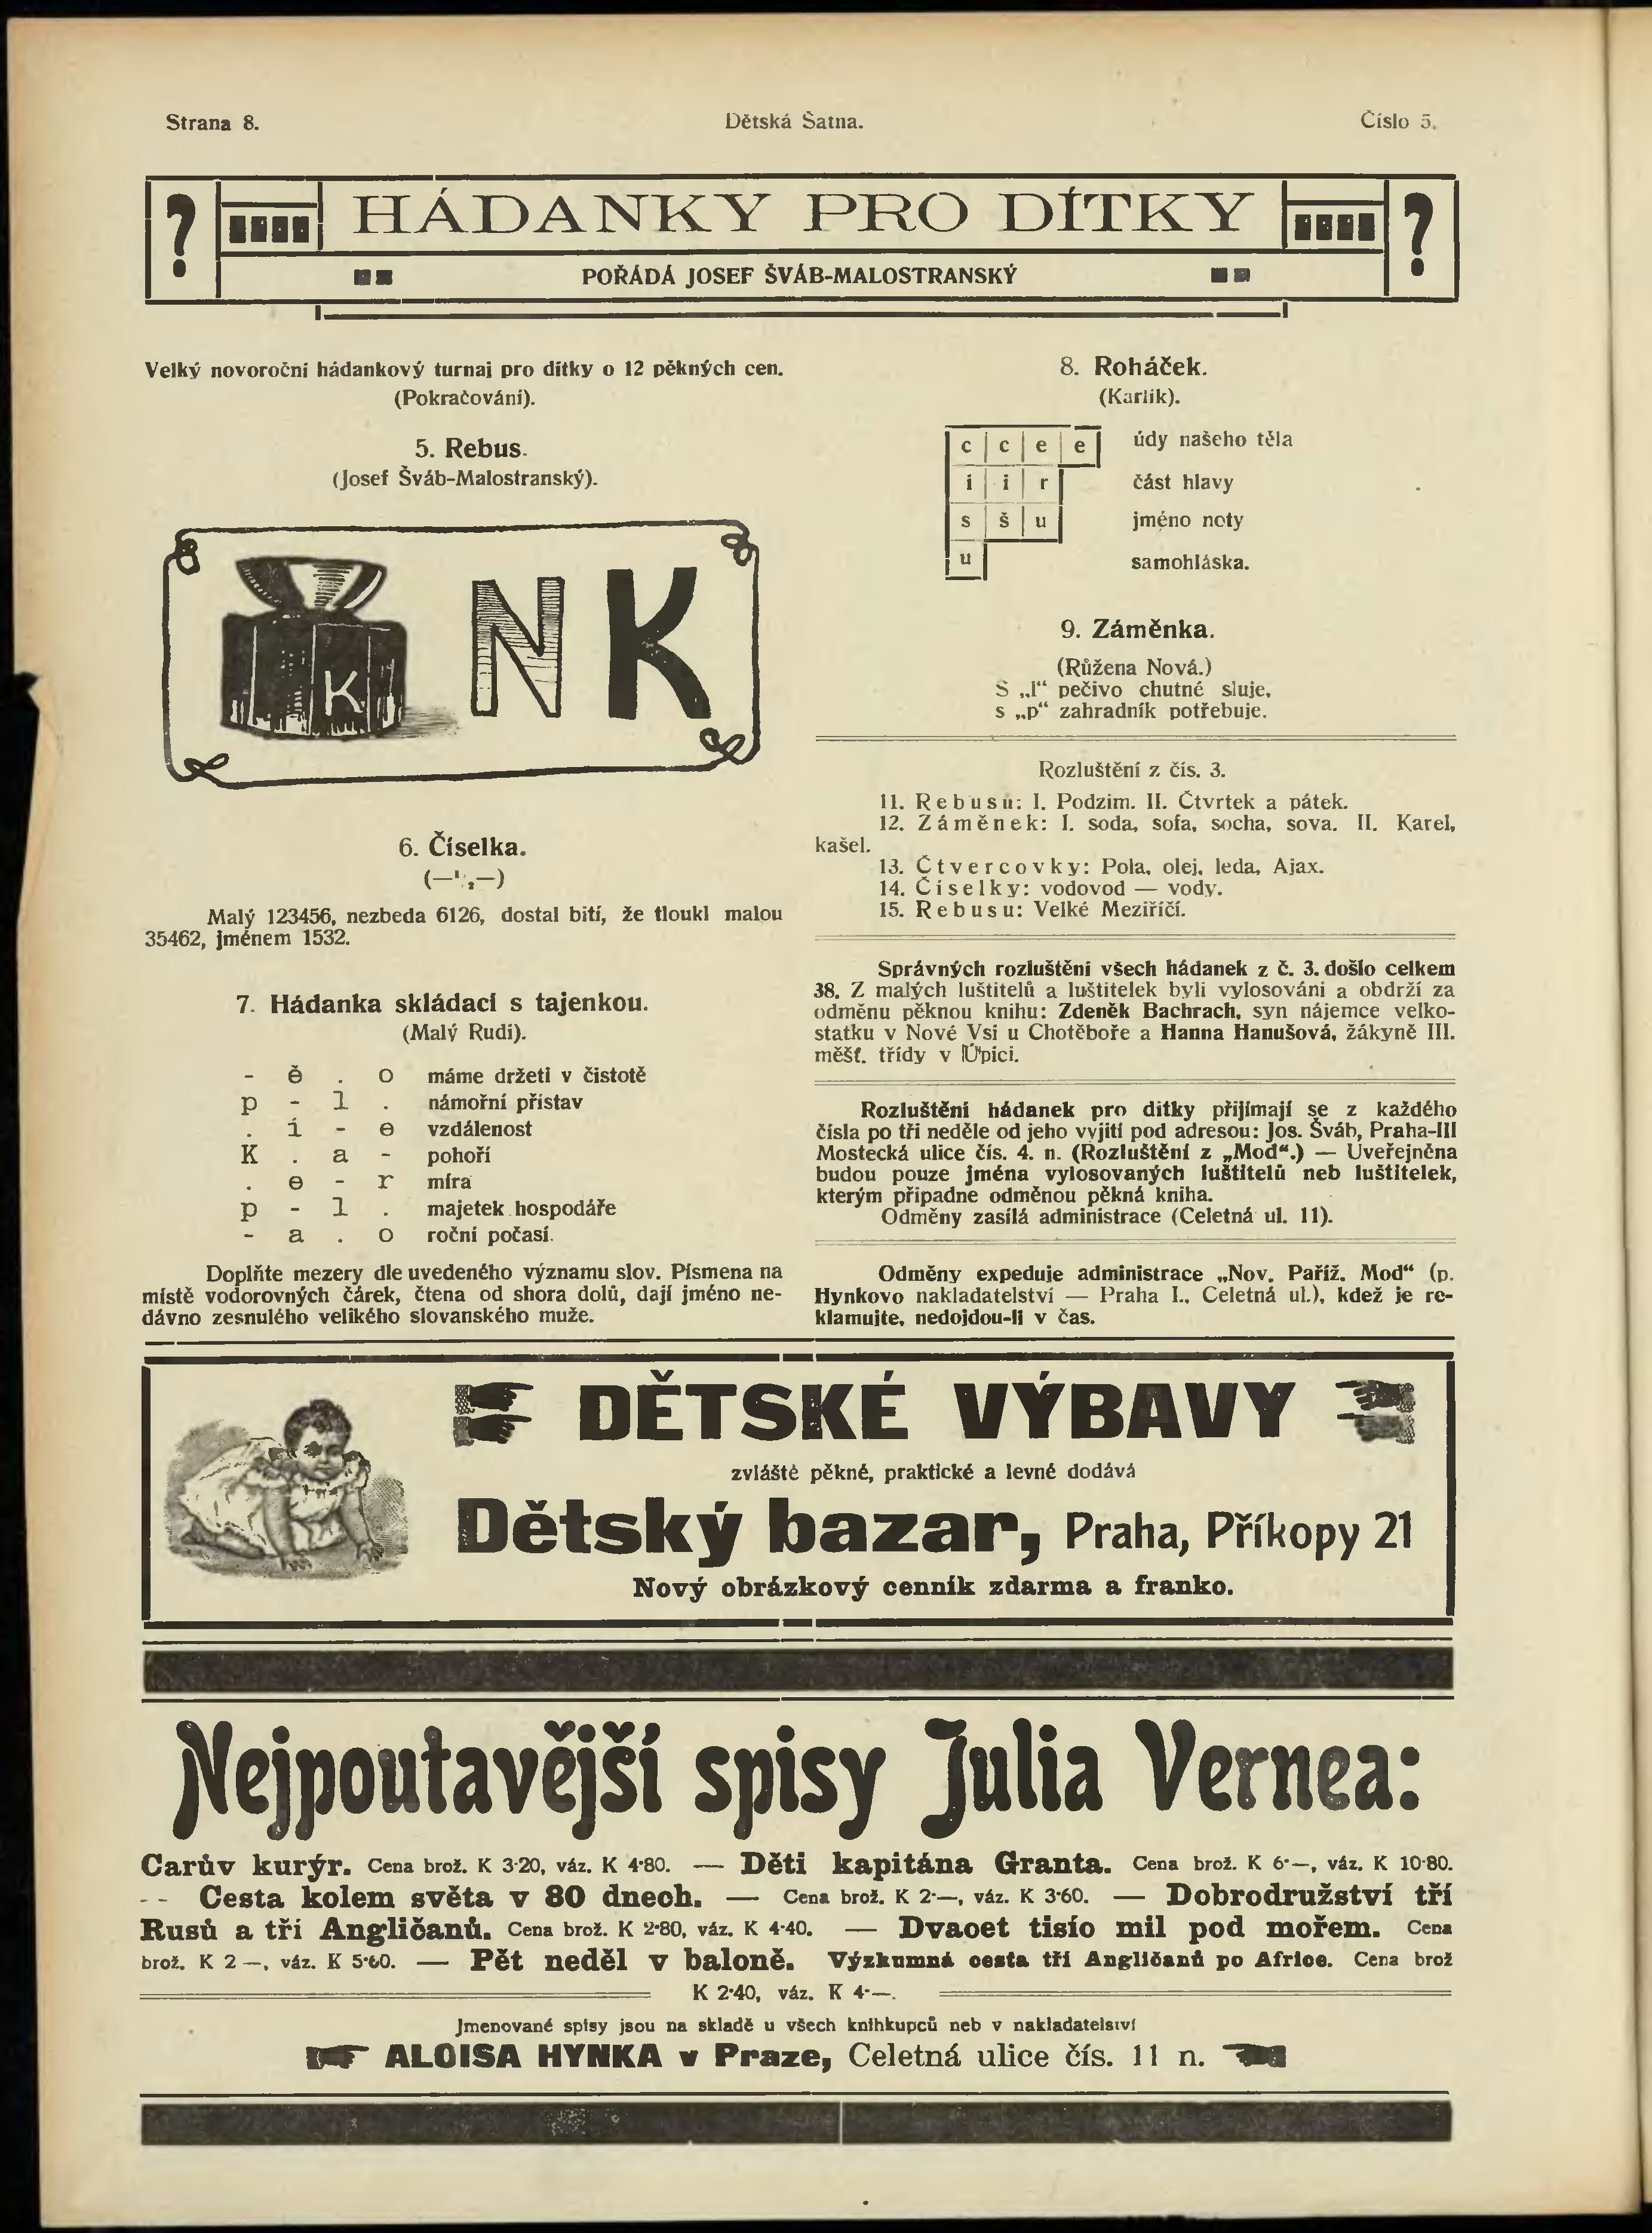 Strana 8.
Dětská Šatna.
Číslo 5.
? HÁDANKY PRO DÍTKY ?
POŘÁDÁ JOSEF ŠVÁB-MALOSTRANSKÝ
Velký novoroční hádankový turnaj pro dítky o 12 pěkných cen.
(Pokračování).
5. Rebus.
(Josef Šváb-Malostranský).
K N K
6. Číselka.
Malý 123456, nezbeda 6126, dostal bití, že tloukl malou
35462, jménem 1532.
7. Hádanka skládací s tajenkou.
(Malý Rudi).
- ě . o máme držeti v čistotě
p - l . námořní přístav
. í - e vzdálenost
K . a - pohoří
. e - r míra
p - l . majetek hospodáře
- a . o roční počasí.
Doplňte mezery dle uvedeného významu slov. Písmena na
místě vodorovných čárek, čtena od shora dolů, dají jméno ne-
dávno zesnulého velikého slovanského muže.
8. Roháček.
(Karlík).
c c e e údy našeho těla
i i r část hlavy
s š u jméno noty
u samohláska.
9. Záměnka.
(Růžena Nová.)
S „l“ pečivo chutné sluje,
s „p“ zahradník potřebuje.
Rozluštění z čís. 3.
11. Rebusů: I. Podzim. II. Čtvrtek a pátek.
12. Záměnek: I. soda, sofa, socha, sova. II. Karel,
kašel.
13. Čtvercovky: Pola, olej, leda, Ajax.
14. Číselky: vodovod — vody.
15. Rebusu: Velké Meziříčí.
Správných rozluštění všech hádanek z č. 3. došlo celkem
38. Z malých luštitelů a luštitelek byli vylosováni a obdrží za
odměnu pěknou knihu: Zdeněk Bachrach, syn nájemce velko-
statku v Nové Vsi u Chotěboře a Hanna Hanušová, žákyně III.
měšť. třídy v Úpici.
Rozluštění hádanek pro dítky přijímají se z každého
čísla po tři neděle od jeho vyjití pod adresou: Jos. Šváb, Praha-III
Mostecká ulice čís. 4. n. (Rozluštění z „Mod“.) — Uveřejněna
budou pouze jména vylosovaných luštitelů neb luštitelek,
kterým připadne odměnou pěkná kniha.
Odměny zasílá administrace (Celetná ul. 11).
Odměny expeduje administrace „Nov. Paříž. Mod“ (p.
Hynkovo nakladatelství — Praha I., Celetná ul.), kdež je re-
klamujte, nedojdou-li v čas.
DĚTSKÉ VÝBAVY
zvláště pěkné, praktické a levné dodává
Dětský bazar, Praha, Příkopy 21
Nový obrázkový cenník zdarma a franko.
Nejpoutavější spisy Julia Vernea:
Carův kurýr. Cena brož. K 3·20, váz. K 4·80. — Děti kapitána Granta. Cena brož. K 6·—, váz. K 10·80.
-- Cesta kolem světa v 80 dnech. — Cena brož. K 2·—, váz. K 3·60. — Dobrodružství tří
Rusů a tří Angličanů. Cena brož. K 2·80, váz. K 4·40. — Dvacet tisíc mil pod mořem. Cena
brož. K 2 —, váz. K 5·60. — Pět neděl v baloně. Výzkumná cesta tří Angličanů po Africe. Cena brož
K 2·40, váz. K 4·—.
Jmenované spisy jsou na skladě u všech knihkupců neb v nakladatelství
ALOISA HYNKA v Praze, Celetná ulice čís. 11 n.